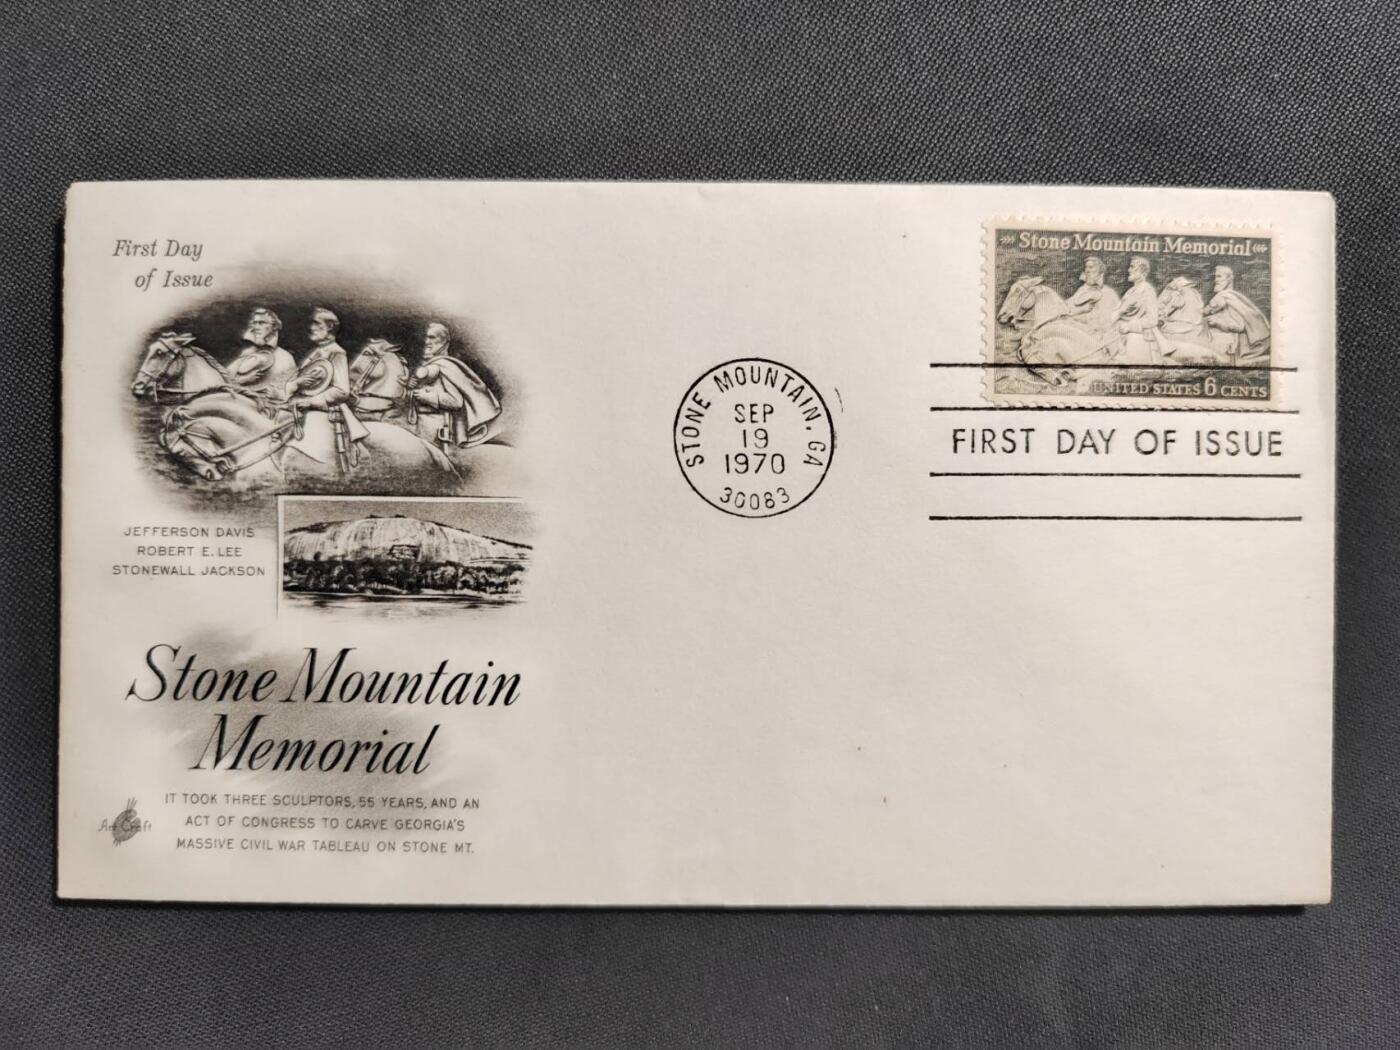 First Day
of Issue
JEFFERSON DAVIS
ROBERT E. LEE
STONEWALL JACKSON
Stone Mountain
Memorial
IT TOOK THREE SCULPTORS, 55 YEARS, AND AN
ACT OF CONGRESS TO CARVE GEORGIA'S
MASSIVE CIVIL WAR TABLEAU ON STONE MT.
Art Craft
STONE MOUNTAIN, GA
SEP
19
1970
30083
Stone Mountain Memorial
UNITED STATES 6 CENTS
FIRST DAY OF ISSUE